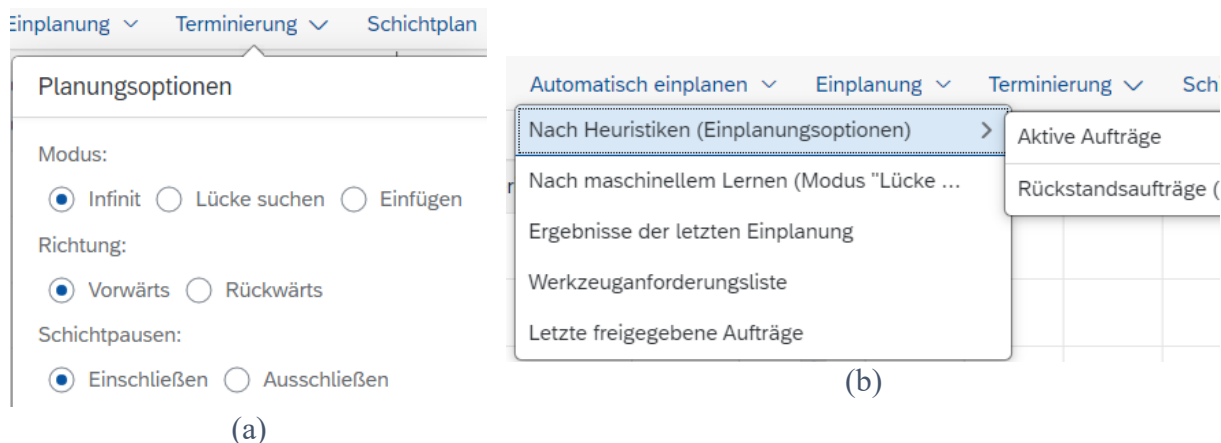 Einplanung Terminierung Schichtplan
Planungsoptionen
Modus:
Infinit Lücke suchen Einfügen
Richtung:
Vorwärts Rückwärts
Schichtpausen:
Einschließen Ausschließen
(a)
Automatisch einplanen Einplanung Terminierung Sch
Nach Heuristiken (Einplanungsoptionen)
Aktive Aufträge
Nach maschinellem Lernen (Modus "Lücke ...
Rückstandsaufträge (
Ergebnisse der letzten Einplanung
Werkzeuganforderungsliste
Letzte freigegebene Aufträge
(b)